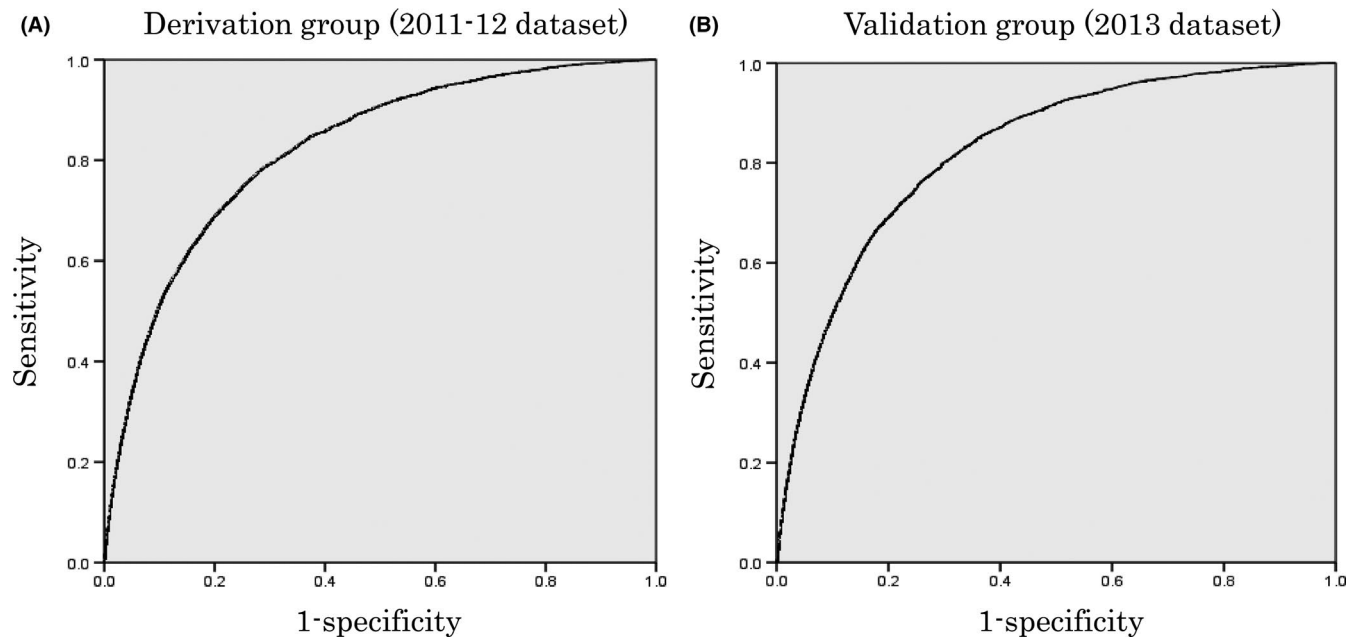 (A) Derivation group (2011-12 dataset)
1.0
0.8
0.6
0.4
0.2
0.0
Sensitivity
0.0 0.2 0.4 0.6 0.8 1.0
1-specificity
(B) Validation group (2013 dataset)
1.0
0.8
0.6
0.4
0.2
0.0
Sensitivity
0.0 0.2 0.4 0.6 0.8 1.0
1-specificity